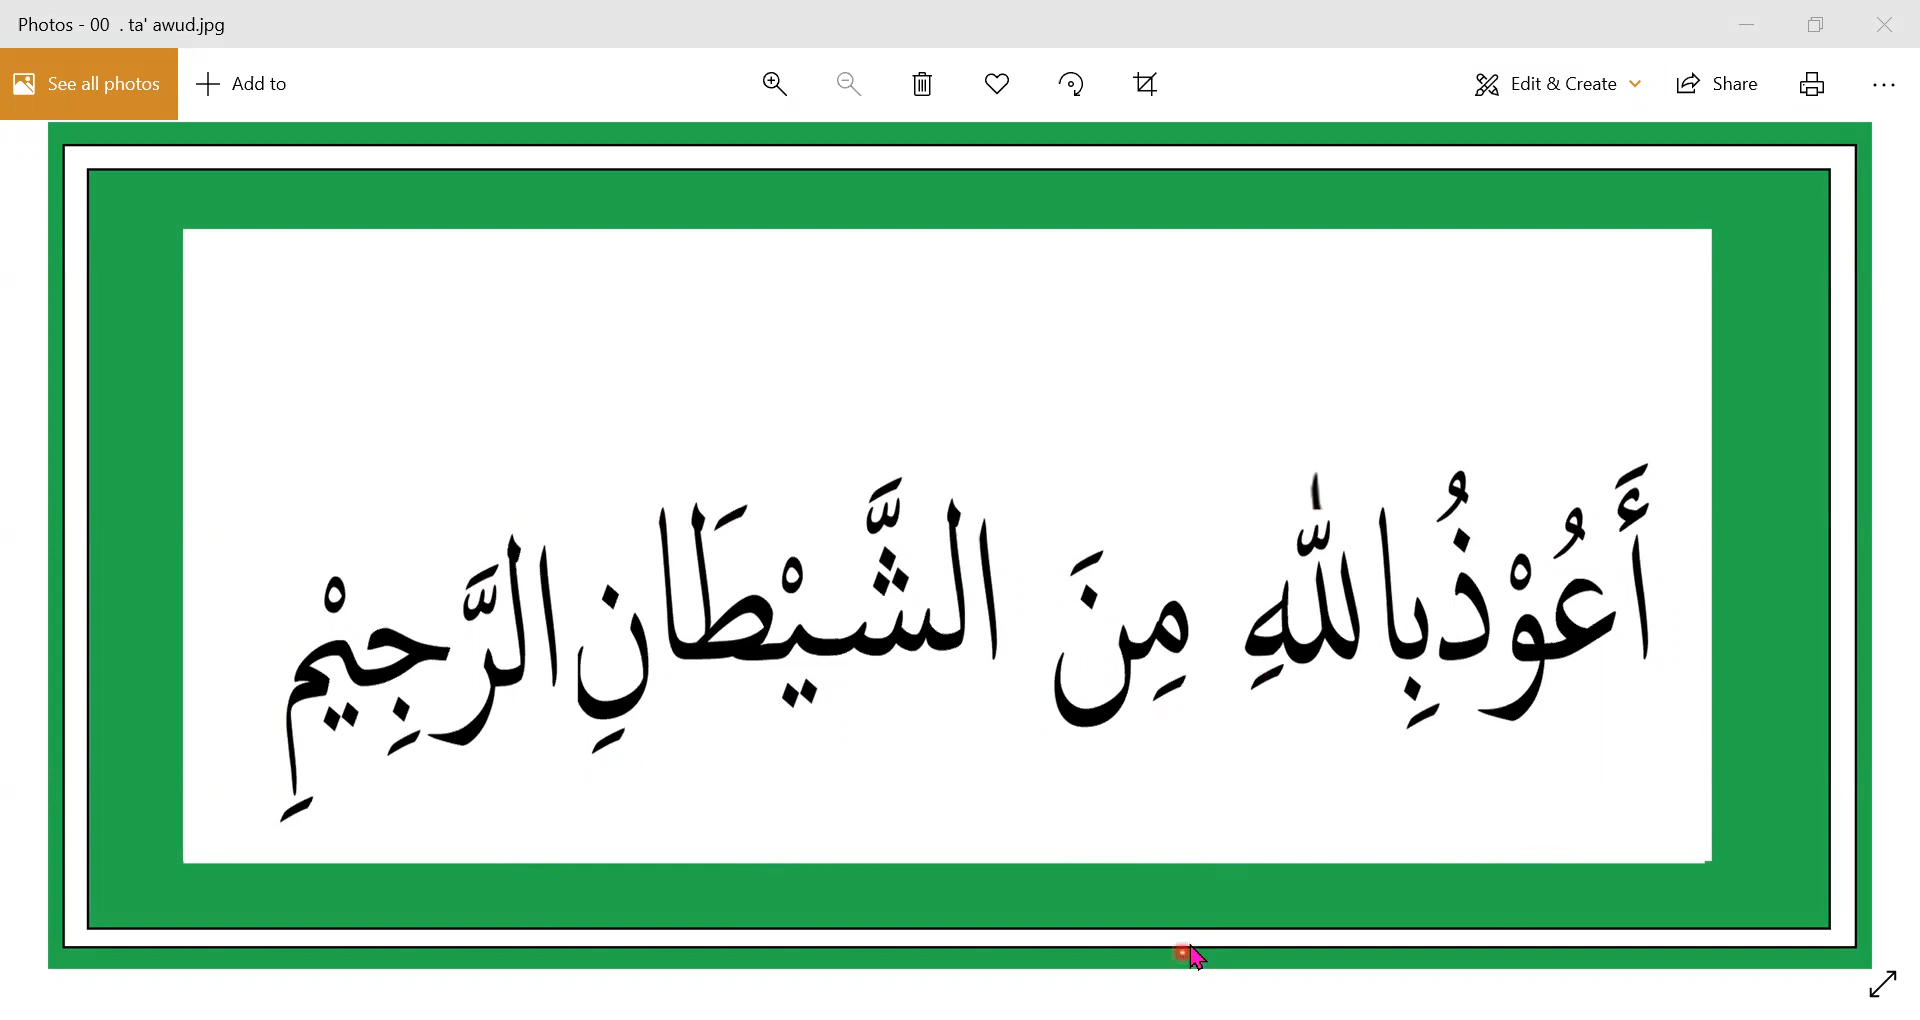 Photos - 00 . ta' awud.jpg
See all photos
Add to
Edit & Create
Share
أَعُوْذُبِاللّٰهِ مِنَ الشَّيْطَانِ الرَّجِيْمِ